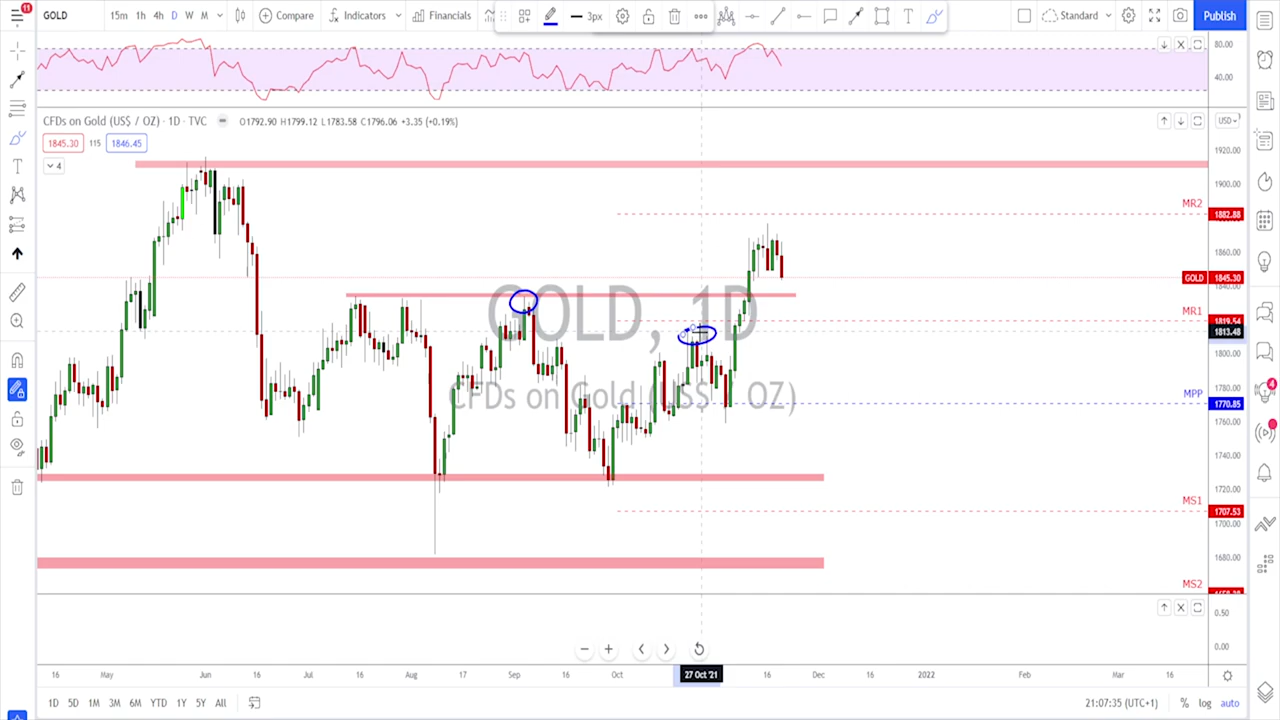 11
GOLD 15m 1h 4h D W M Compare Indicators Financials 3px Standard Publish
80.00
40.00
CFDs on Gold (US$ / OZ) · 1D · TVC O1792.90 H1799.12 L1783.58 C1796.06 +3.35 (+0.19%) USD
1845.30 115 1846.45
4
1920.00
1900.00
MR2 1882.88
1860.00
GOLD 1845.30
1840.00
GOLD, 1D
MR1 1819.54
1813.48
1800.00
CFDs on Gold (US$ / OZ)
1780.00
MPP 1770.85
1760.00
1740.00
1720.00
MS1 1707.53
1700.00
1680.00
MS2
0.50
0.00
16 May 17 Jun 16 Jul 16 Aug 17 Sep 16 Oct 27 Oct '21 16 Dec 16 2022 Feb Mar 16
1D 5D 1M 3M 6M YTD 1Y 5Y All 21:07:35 (UTC+1) % log auto
4